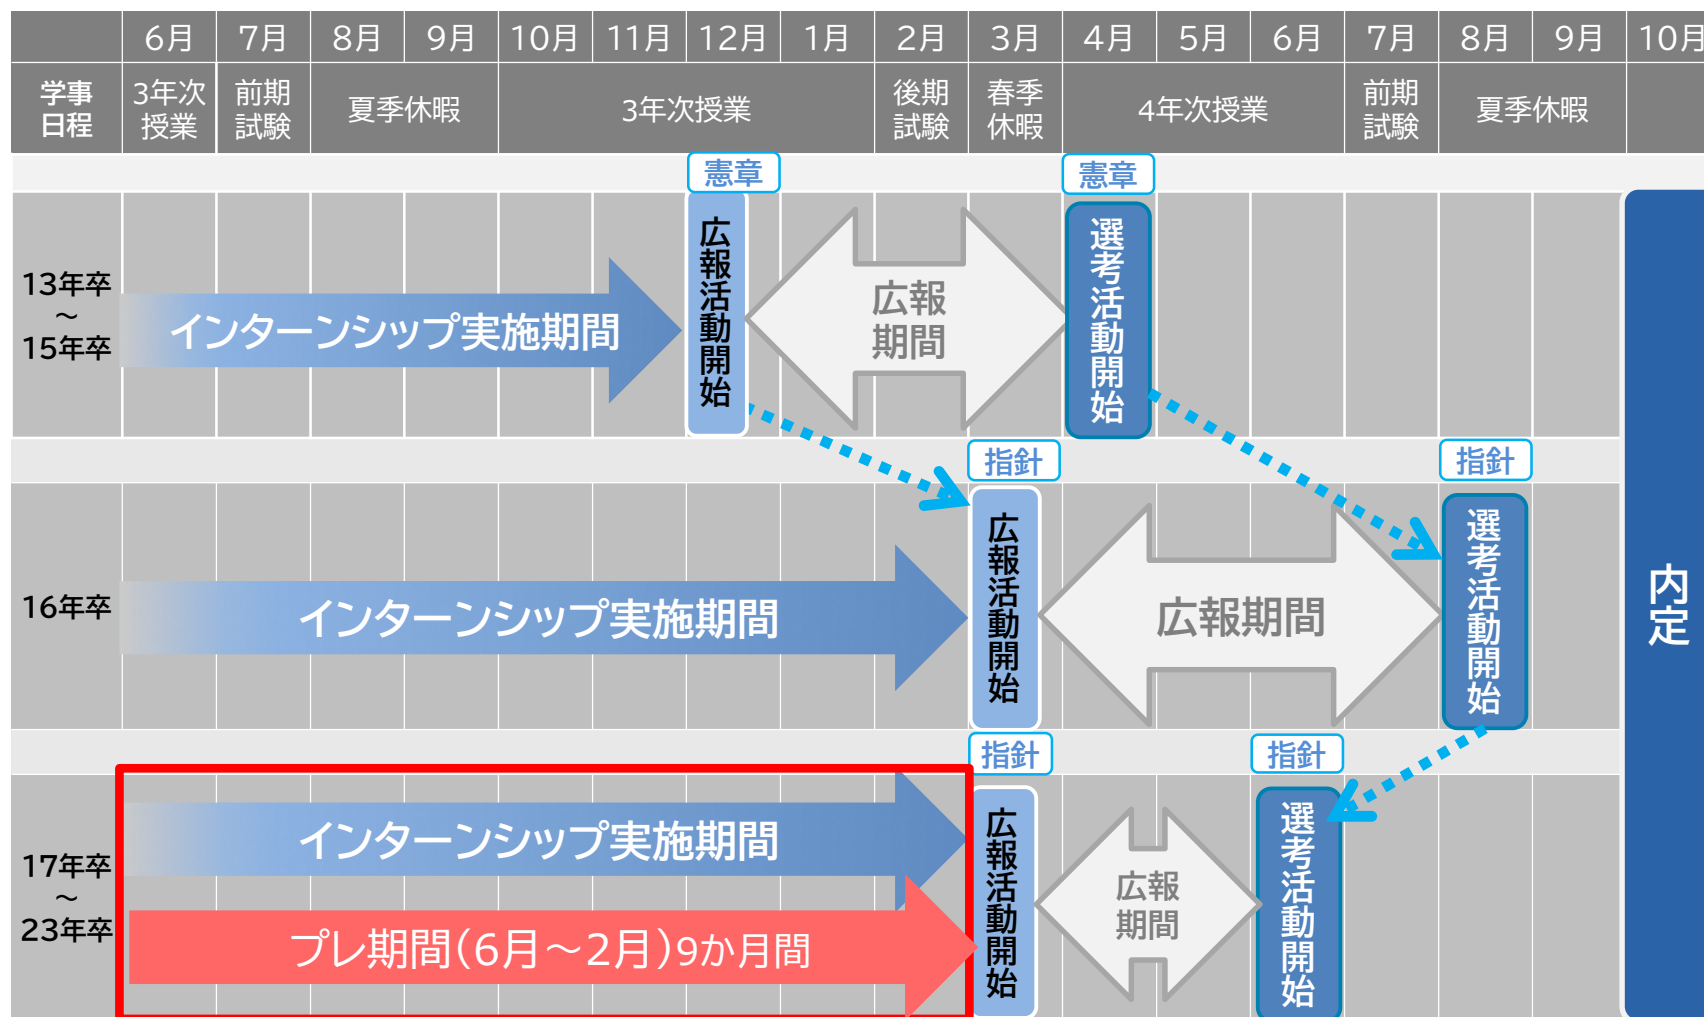 6月 7月 8月 9月 10月 11月 12月 1月 2月 3月 4月 5月 6月 7月 8月 9月 10月
学事
日程
3年次
授業
前期
試験
夏季休暇
3年次授業
後期
試験
春季
休暇
4年次授業
前期
試験
夏季休暇
憲章
憲章
13年卒
～
15年卒
インターンシップ実施期間
広報活動開始
広報
期間
選考活動開始
指針
指針
16年卒
インターンシップ実施期間
広報活動開始
広報期間
選考活動開始
内定
指針
指針
17年卒
～
23年卒
インターンシップ実施期間
プレ期間(6月～2月)9か月間
広報活動開始
広報
期間
選考活動開始